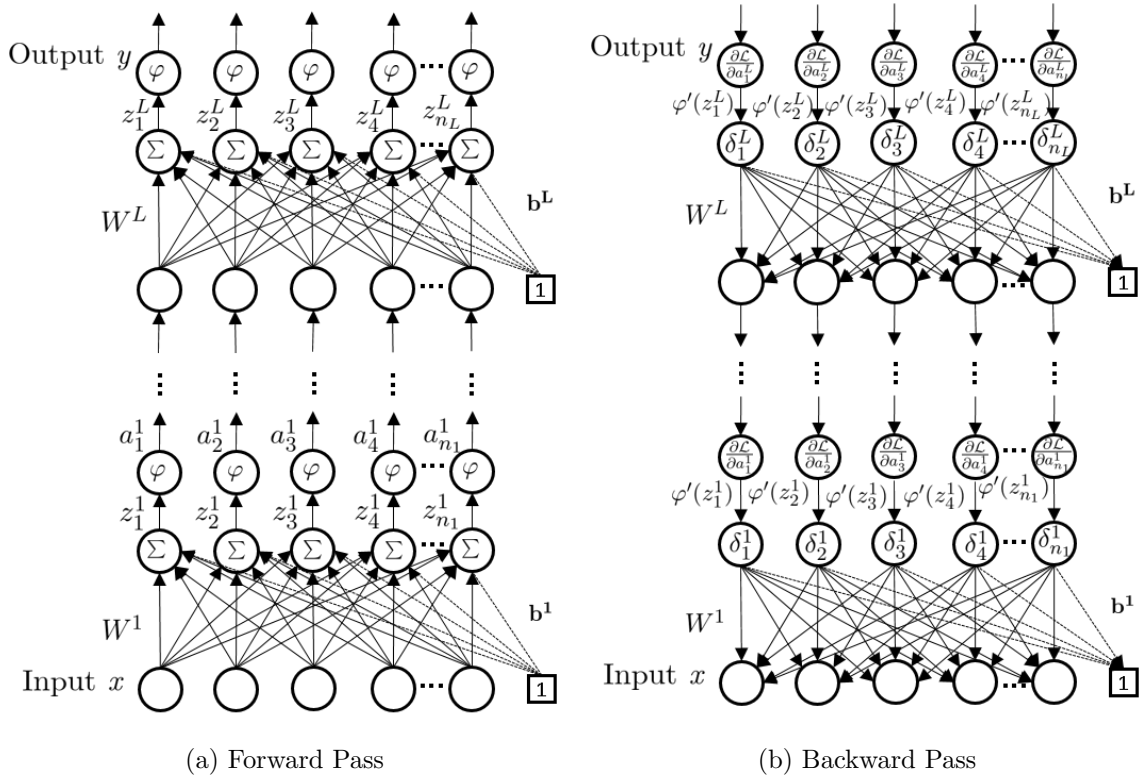 Output y
φ φ φ φ ... φ
z_1^L z_2^L z_3^L z_4^L z_{n_L}^L
Σ Σ Σ Σ ... Σ
W^L
b^L
... 1
⋮ ⋮ ⋮ ⋮ ⋮
a_1^1 a_2^1 a_3^1 a_4^1 a_{n_1}^1
φ φ φ φ ... φ
z_1^1 z_2^1 z_3^1 z_4^1 z_{n_1}^1
Σ Σ Σ Σ ... Σ
W^1
b^1
Input x ... 1
(a) Forward Pass
Output y
∂L/∂a_1^L ∂L/∂a_2^L ∂L/∂a_3^L ∂L/∂a_4^L ... ∂L/∂a_{n_L}^L
φ′(z_1^L) φ′(z_2^L) φ′(z_3^L) φ′(z_4^L) φ′(z_{n_L}^L)
δ_1^L δ_2^L δ_3^L δ_4^L ... δ_{n_L}^L
W^L
b^L
... 1
⋮ ⋮ ⋮ ⋮ ⋮
∂L/∂a_1^1 ∂L/∂a_2^1 ∂L/∂a_3^1 ∂L/∂a_4^1 ... ∂L/∂a_{n_1}^1
φ′(z_1^1) φ′(z_2^1) φ′(z_3^1) φ′(z_4^1) φ′(z_{n_1}^1)
δ_1^1 δ_2^1 δ_3^1 δ_4^1 ... δ_{n_1}^1
W^1
b^1
Input x ... 1
(b) Backward Pass